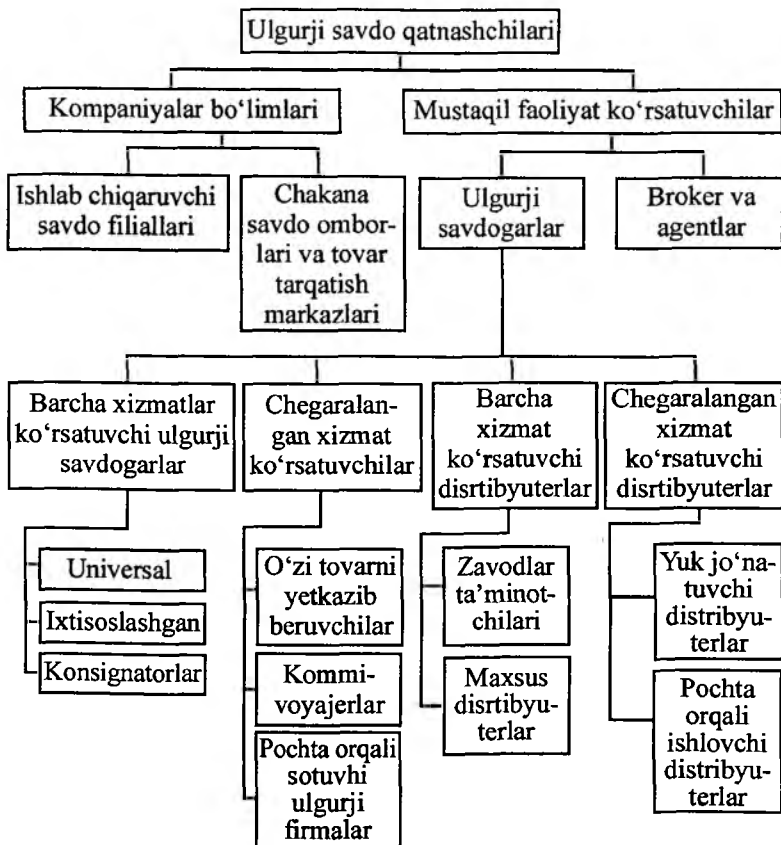 Ulgurji savdo qatnashchilari
Kompaniyalar bo‘limlari
Mustaqil faoliyat ko‘rsatuvchilar
Ishlab chiqaruvchi
savdo filiallari
Chakana
savdo ombor-
lari va tovar
tarqatish
markazlari
Ulgurji
savdogarlar
Broker va
agentlar
Barcha xizmatlar
ko‘rsatuvchi ulgurji
savdogarlar
Chegaralan-
gan xizmat
ko‘rsatuvchilar
Barcha
xizmat
ko‘rsatuvchi
disrtibyuterlar
Chegaralangan
xizmat
ko‘rsatuvchi
disrtibyuterlar
Universal
Ixtisoslashgan
Konsignatorlar
O‘zi tovarni
yetkazib
beruvchilar
Kommi-
voyajerlar
Pochta orqali
sotuvhi
ulgurji
firmalar
Zavodlar
ta’minot-
chilari
Maxsus
disrtibyu-
terlar
Yuk jo‘na-
tuvchi
distribyu-
terlar
Pochta
orqali
ishlovchi
distribyu-
terlar